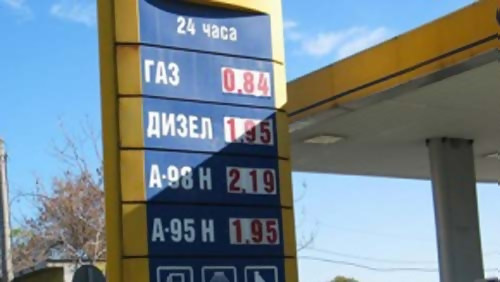 24 часа
ГАЗ 0.84
ДИЗЕЛ 1.95
А-98 Н 2.19
А-95 Н 1.95